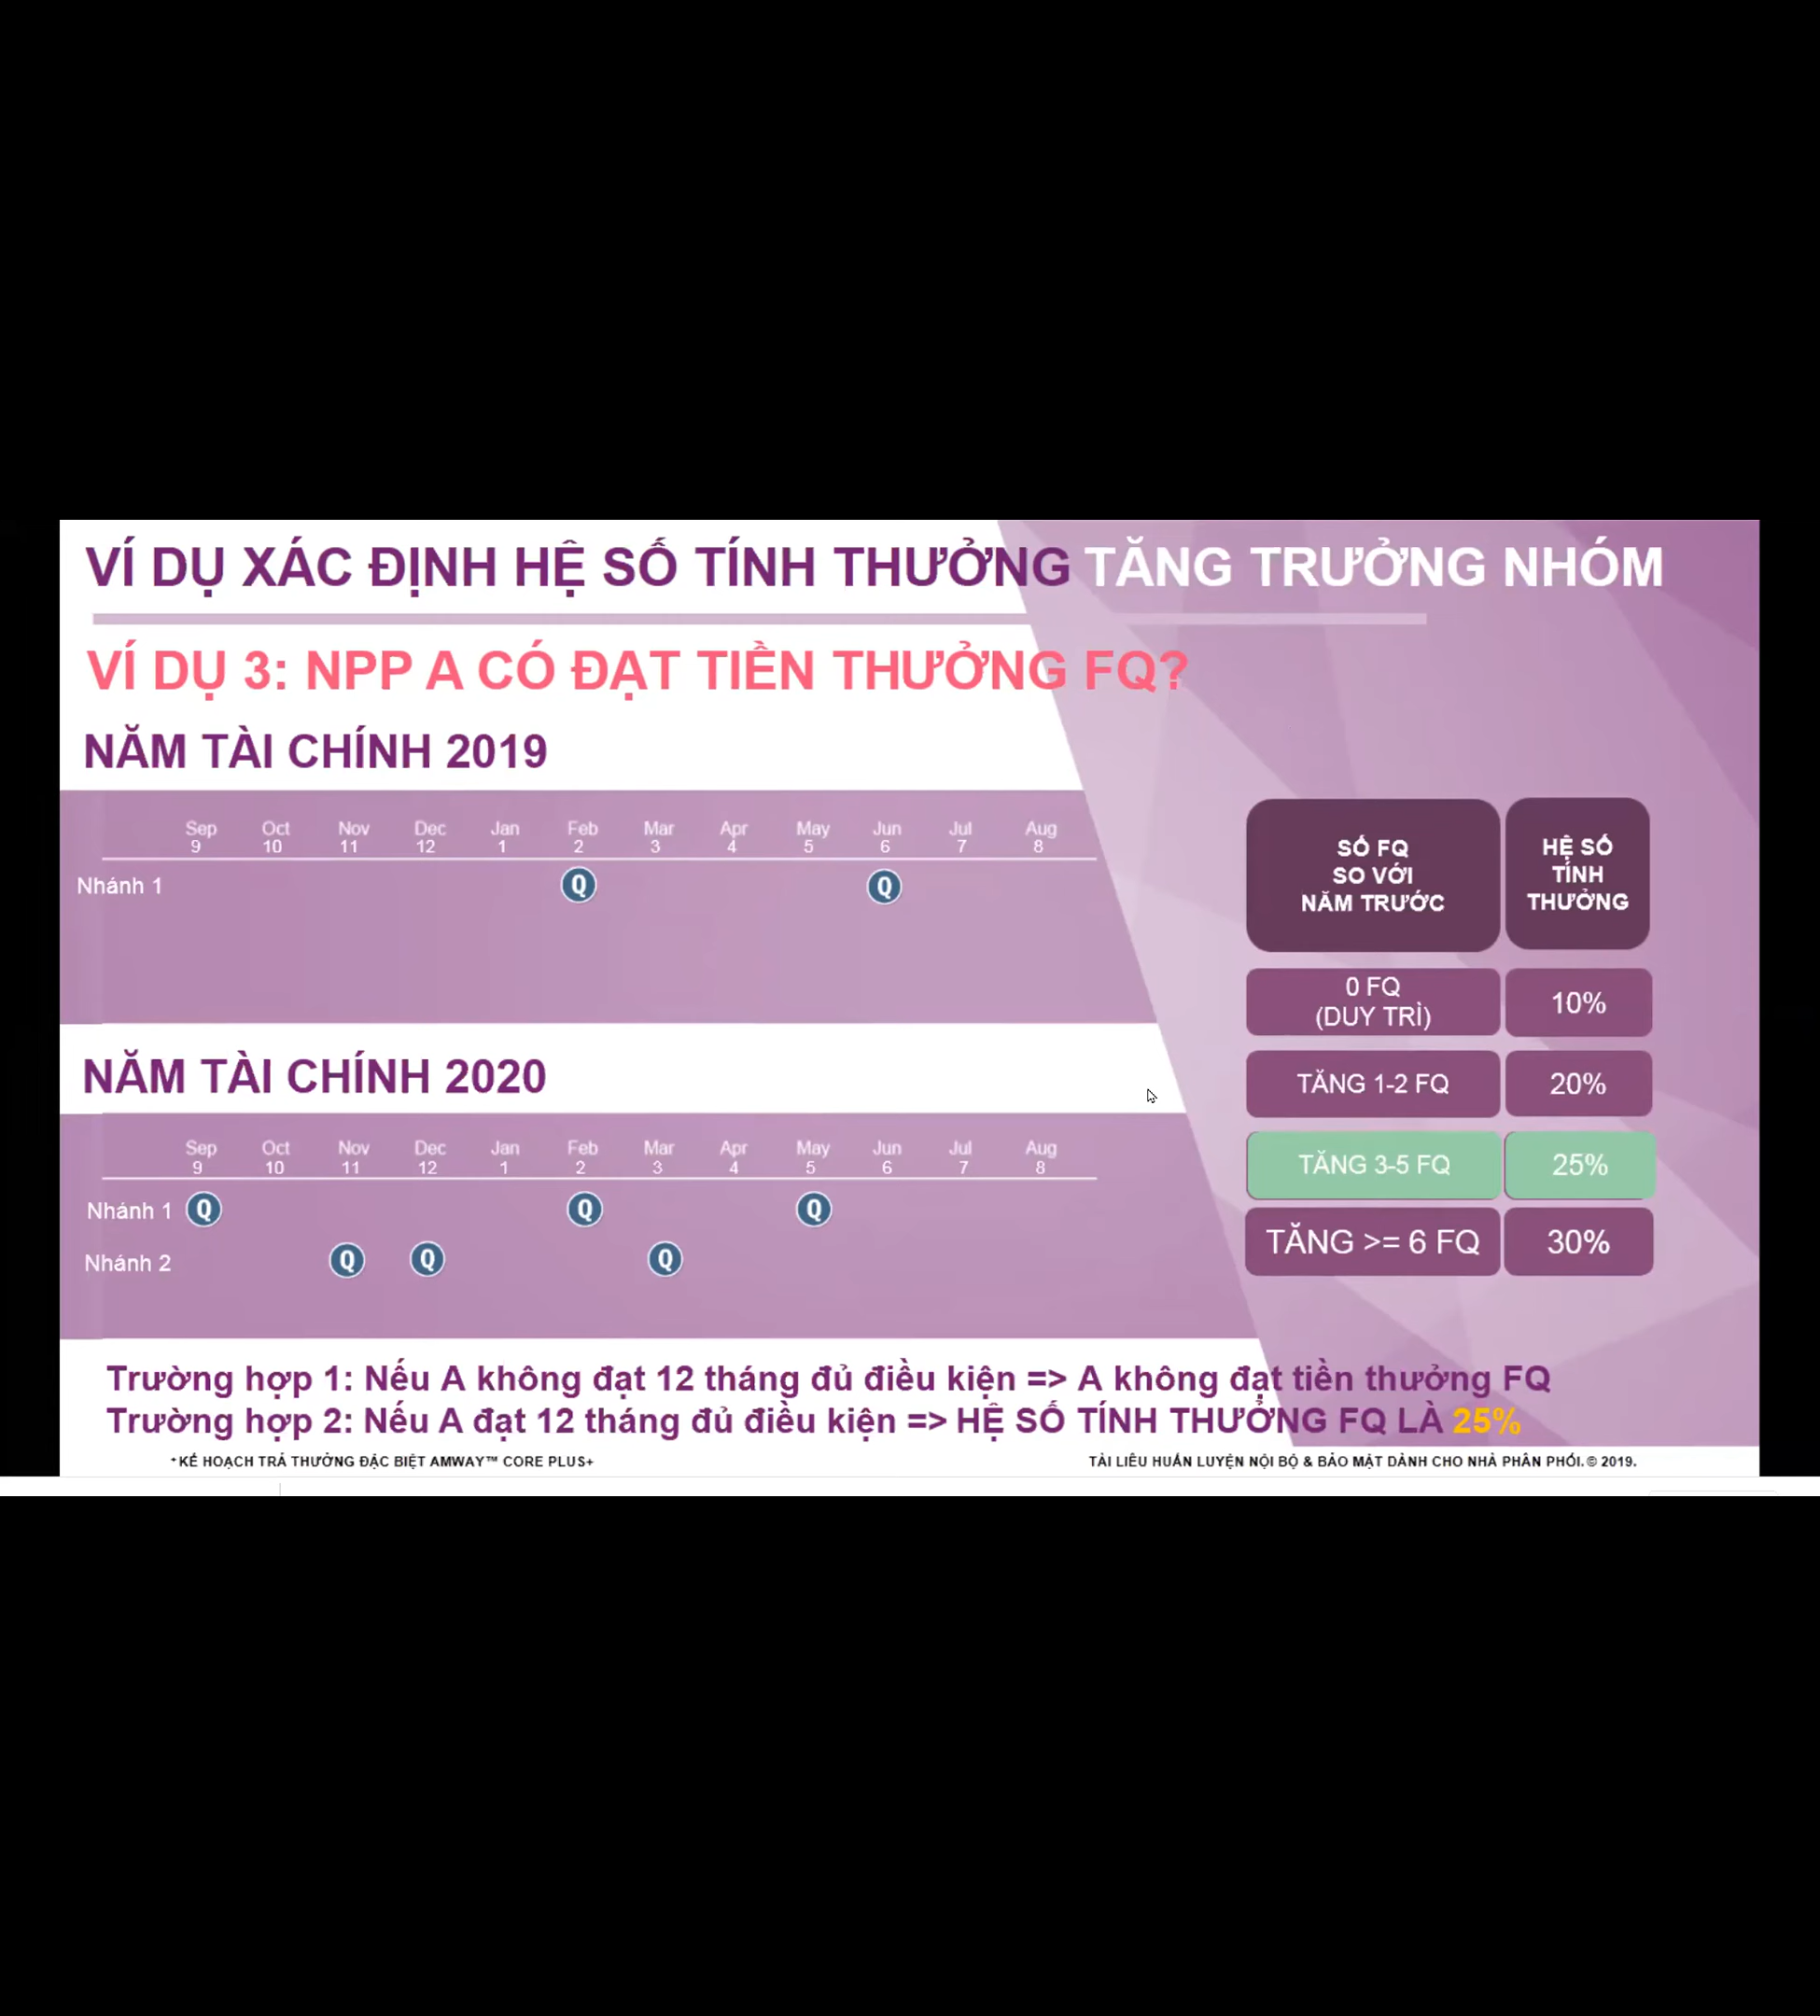 VÍ DỤ XÁC ĐỊNH HỆ SỐ TÍNH THƯỞNG TĂNG TRƯỞNG NHÓM
VÍ DỤ 3: NPP A CÓ ĐẠT TIỀN THƯỞNG FQ?
NĂM TÀI CHÍNH 2019
Sep Oct Nov Dec Jan Feb Mar Apr May Jun Jul Aug
9 10 11 12 1 2 3 4 5 6 7 8
Nhánh 1 Q Q
NĂM TÀI CHÍNH 2020
Sep Oct Nov Dec Jan Feb Mar Apr May Jun Jul Aug
9 10 11 12 1 2 3 4 5 6 7 8
Nhánh 1 Q Q Q
Nhánh 2 Q Q Q
SỐ FQ
SO VỚI
NĂM TRƯỚC
HỆ SỐ
TÍNH
THƯỞNG
0 FQ
(DUY TRÌ)
10%
TĂNG 1-2 FQ 20%
TĂNG 3-5 FQ 25%
TĂNG >= 6 FQ 30%
Trường hợp 1: Nếu A không đạt 12 tháng đủ điều kiện => A không đạt tiền thưởng FQ
Trường hợp 2: Nếu A đạt 12 tháng đủ điều kiện => HỆ SỐ TÍNH THƯỞNG FQ LÀ 25%
*KẾ HOẠCH TRẢ THƯỞNG ĐẶC BIỆT AMWAY™ CORE PLUS+
TÀI LIỆU HUẤN LUYỆN NỘI BỘ & BẢO MẬT DÀNH CHO NHÀ PHÂN PHỐI.© 2019.